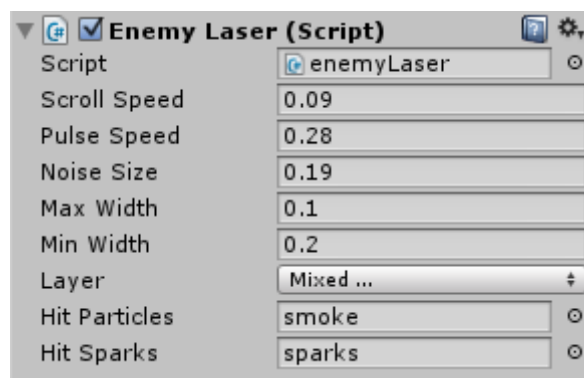 Enemy Laser (Script)
Script enemyLaser
Scroll Speed 0.09
Pulse Speed 0.28
Noise Size 0.19
Max Width 0.1
Min Width 0.2
Layer Mixed ...
Hit Particles smoke
Hit Sparks sparks